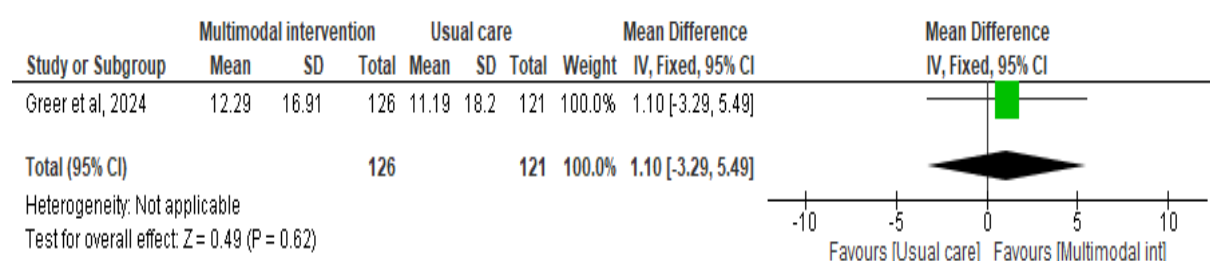 Multimodal intervention Usual care Mean Difference Mean Difference
Study or Subgroup Mean SD Total Mean SD Total Weight IV, Fixed, 95% CI IV, Fixed, 95% CI
Greer et al, 2024 12.29 16.91 126 11.19 18.2 121 100.0% 1.10 [-3.29, 5.49]
Total (95% CI) 126 121 100.0% 1.10 [-3.29, 5.49]
Heterogeneity: Not applicable
Test for overall effect: Z = 0.49 (P = 0.62)
-10 -5 0 5 10
Favours [Usual care] Favours [Multimodal int]